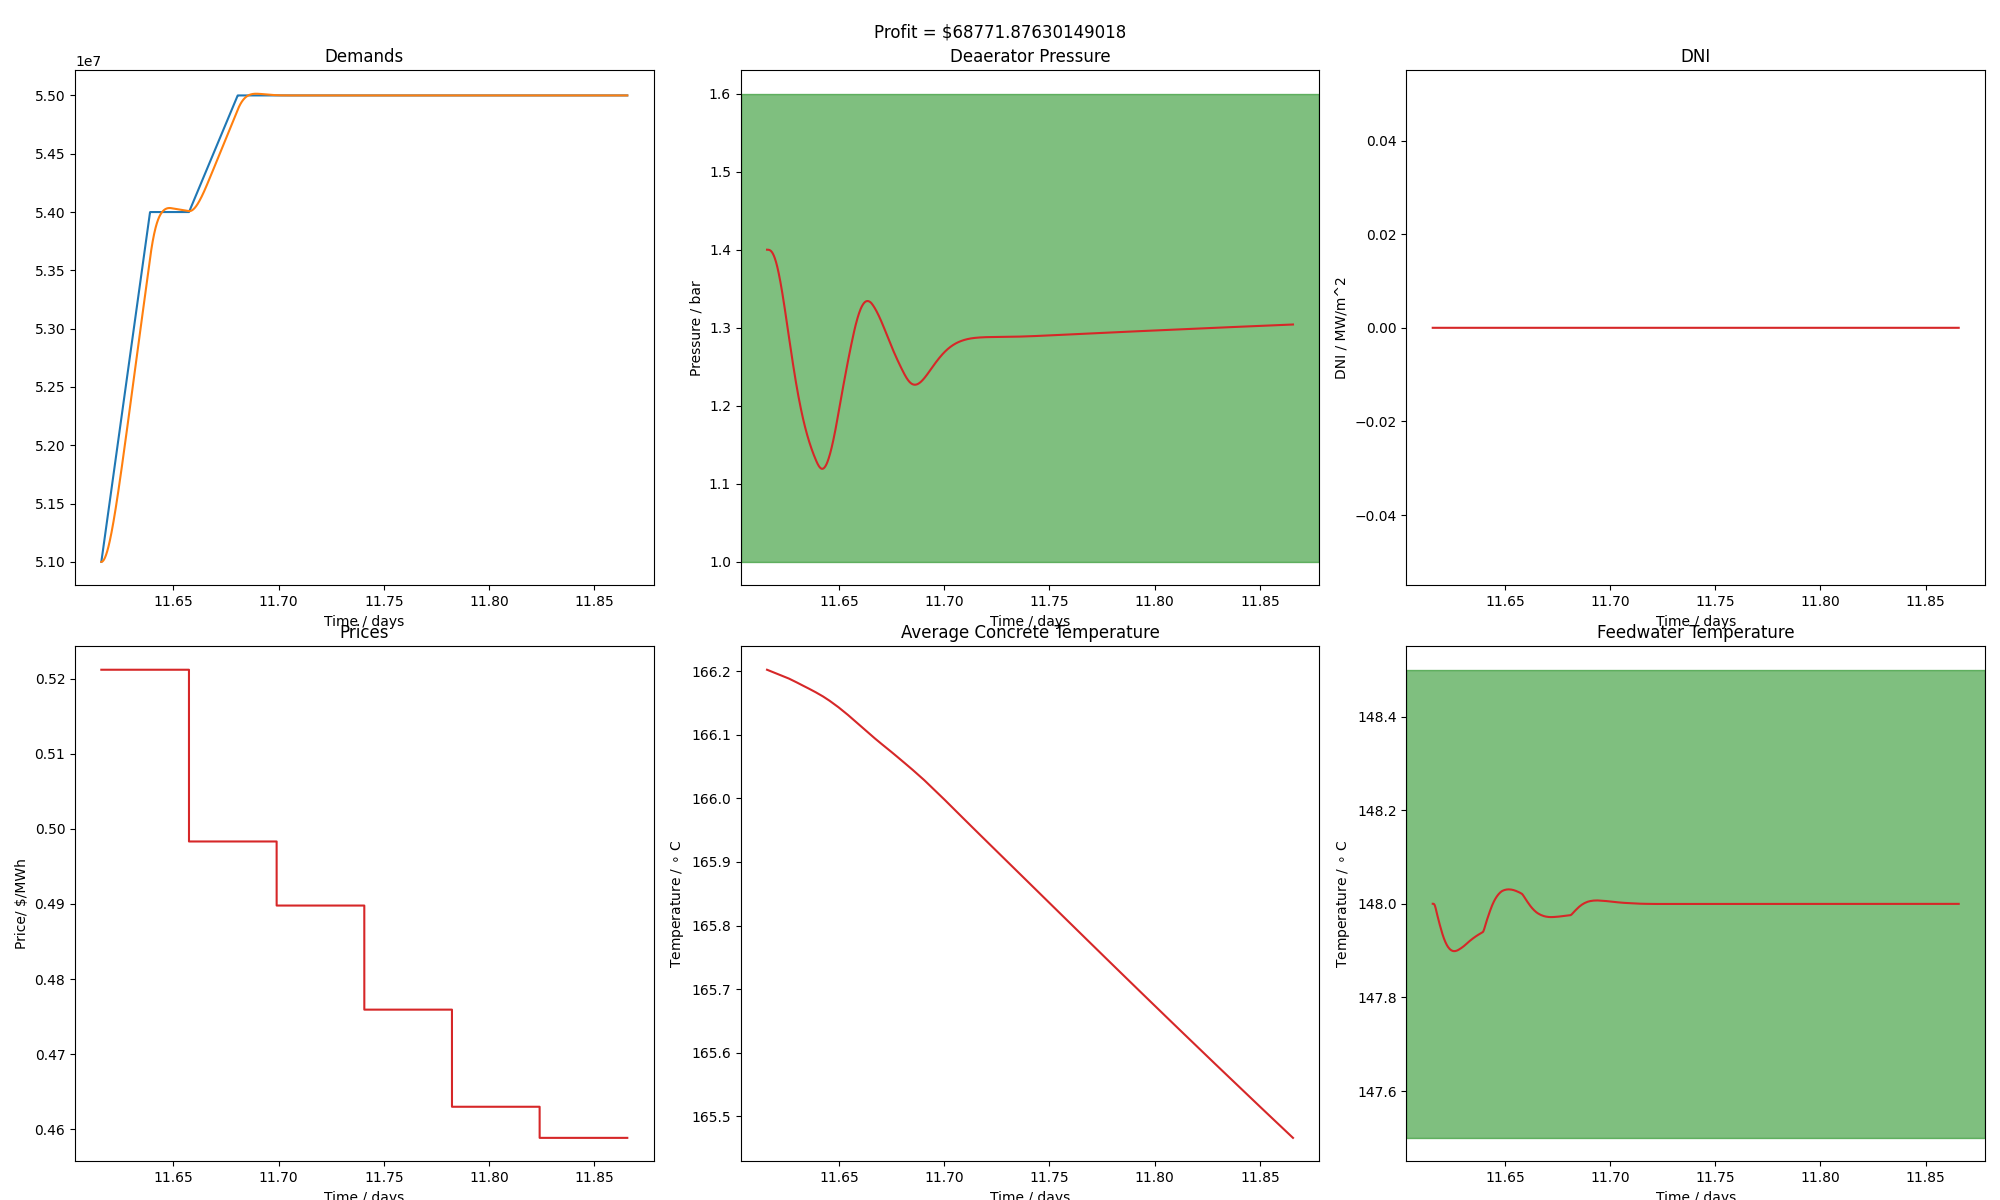 Profit = $68771.87630149018
Demands
1e7
5.50
5.45
5.40
5.35
5.30
5.25
5.20
5.15
5.10
11.65 11.70 11.75 11.80 11.85
Time / days
Deaerator Pressure
Pressure / bar
1.6
1.5
1.4
1.3
1.2
1.1
1.0
11.65 11.70 11.75 11.80 11.85
Time / days
DNI
DNI / MW/m^2
0.04
0.02
0.00
−0.02
−0.04
11.65 11.70 11.75 11.80 11.85
Time / days
Prices
Price/ $/MWh
0.52
0.51
0.50
0.49
0.48
0.47
0.46
11.65 11.70 11.75 11.80 11.85
Time / days
Average Concrete Temperature
Temperature / ∘ C
166.2
166.1
166.0
165.9
165.8
165.7
165.6
165.5
11.65 11.70 11.75 11.80 11.85
Time / days
Feedwater Temperature
Temperature / ∘ C
148.4
148.2
148.0
147.8
147.6
11.65 11.70 11.75 11.80 11.85
Time / days